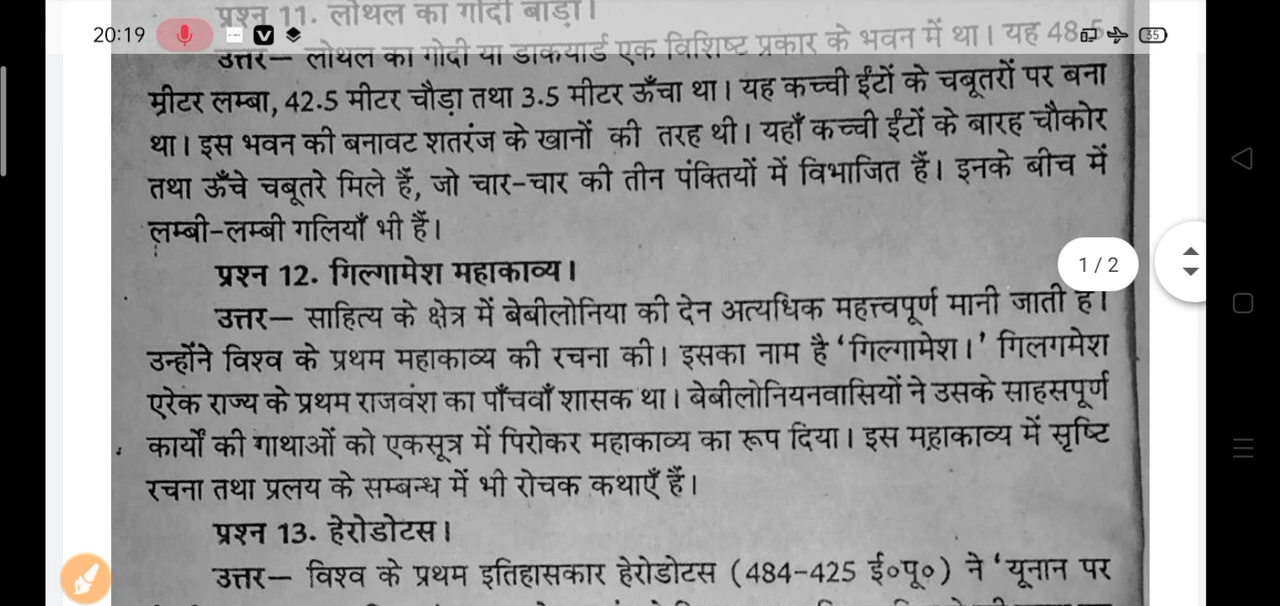 प्रश्न 11. लोथल का गोदी बाड़ा।
20:19
35
उत्तर— लोथल का गोदी या डाकयार्ड एक विशिष्ट प्रकार के भवन में था। यह 48.5
मीटर लम्बा, 42.5 मीटर चौड़ा तथा 3.5 मीटर ऊँचा था। यह कच्ची ईंटों के चबूतरों पर बना
था। इस भवन की बनावट शतरंज के खानों की तरह थी। यहाँ कच्ची ईंटों के बारह चौकोर
तथा ऊँचे चबूतरे मिले हैं, जो चार-चार की तीन पंक्तियों में विभाजित हैं। इनके बीच में
लम्बी-लम्बी गलियाँ भी हैं।
प्रश्न 12. गिल्गामेश महाकाव्य।
1 / 2
उत्तर— साहित्य के क्षेत्र में बेबीलोनिया की देन अत्यधिक महत्त्वपूर्ण मानी जाती है।
उन्होंने विश्व के प्रथम महाकाव्य की रचना की। इसका नाम है ‘गिल्गामेश।’ गिलगमेश
एरेक राज्य के प्रथम राजवंश का पाँचवाँ शासक था। बेबीलोनियनवासियों ने उसके साहसपूर्ण
कार्यों की गाथाओं को एकसूत्र में पिरोकर महाकाव्य का रूप दिया। इस महाकाव्य में सृष्टि
रचना तथा प्रलय के सम्बन्ध में भी रोचक कथाएँ हैं।
प्रश्न 13. हेरोडोटस।
उत्तर— विश्व के प्रथम इतिहासकार हेरोडोटस (484-425 ई०पू०) ने ‘यूनान पर